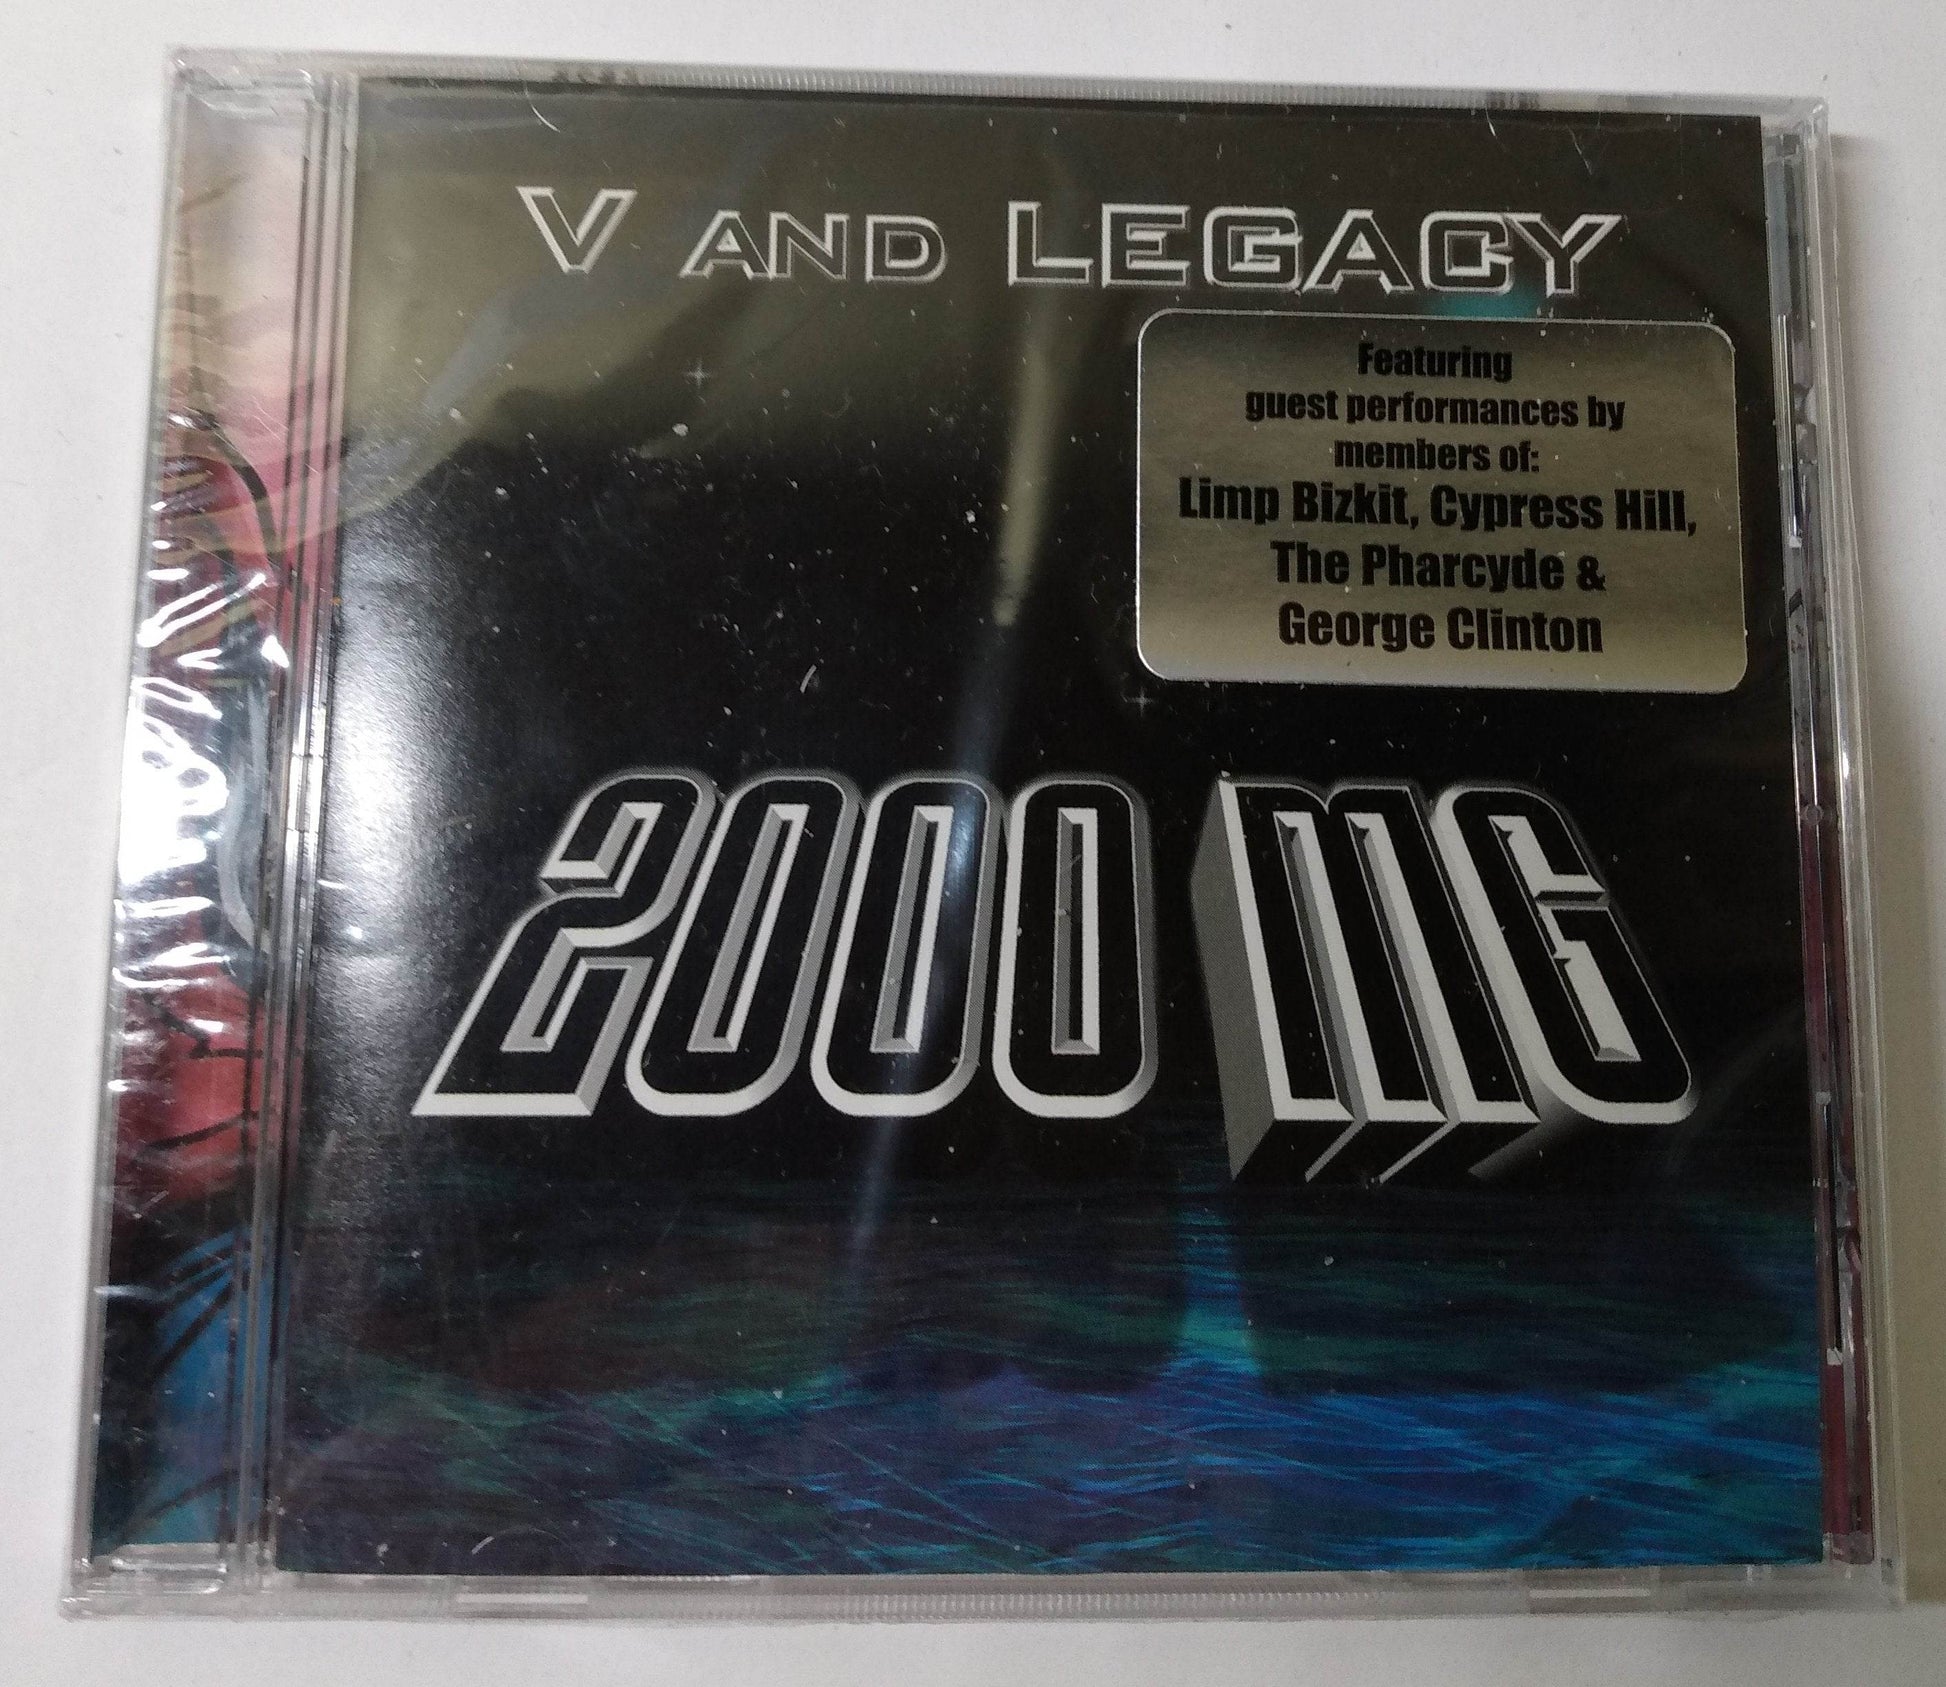 V AND LEGACY
Featuring
guest performances by
members of:
Limp Bizkit, Cypress Hill,
The Pharcyde &
George Clinton
2000 MG